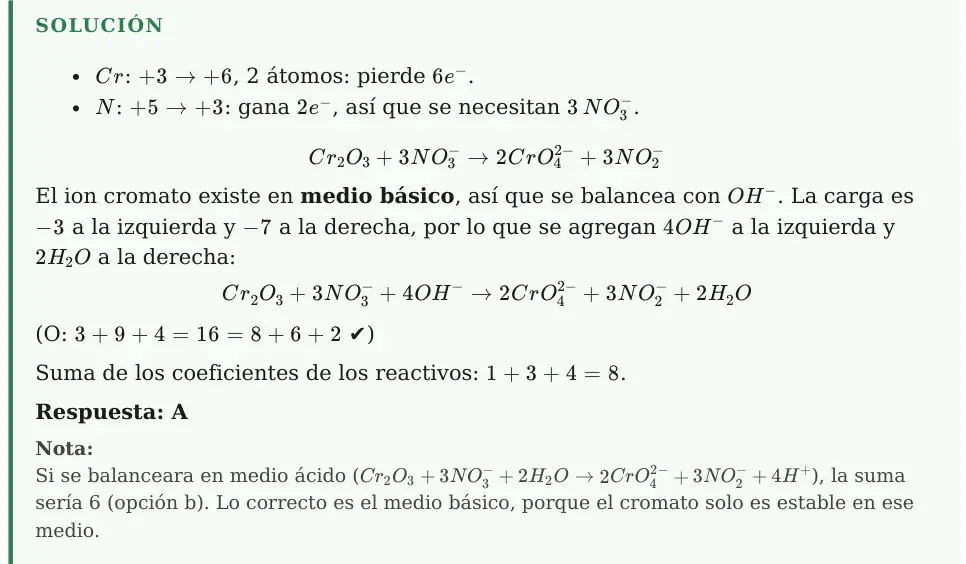 SOLUCIÓN
• Cr: +3 → +6, 2 átomos: pierde 6e⁻.
• N: +5 → +3: gana 2e⁻, así que se necesitan 3 NO₃⁻.
Cr₂O₃ + 3NO₃⁻ → 2CrO₄²⁻ + 3NO₂⁻
El ion cromato existe en medio básico, así que se balancea con OH⁻. La carga es
−3 a la izquierda y −7 a la derecha, por lo que se agregan 4OH⁻ a la izquierda y
2H₂O a la derecha:
Cr₂O₃ + 3NO₃⁻ + 4OH⁻ → 2CrO₄²⁻ + 3NO₂⁻ + 2H₂O
(O: 3 + 9 + 4 = 16 = 8 + 6 + 2 ✔)
Suma de los coeficientes de los reactivos: 1 + 3 + 4 = 8.
Respuesta: A
Nota:
Si se balanceara en medio ácido (Cr₂O₃ + 3NO₃⁻ + 2H₂O → 2CrO₄²⁻ + 3NO₂⁻ + 4H⁺), la suma
sería 6 (opción b). Lo correcto es el medio básico, porque el cromato solo es estable en ese
medio.